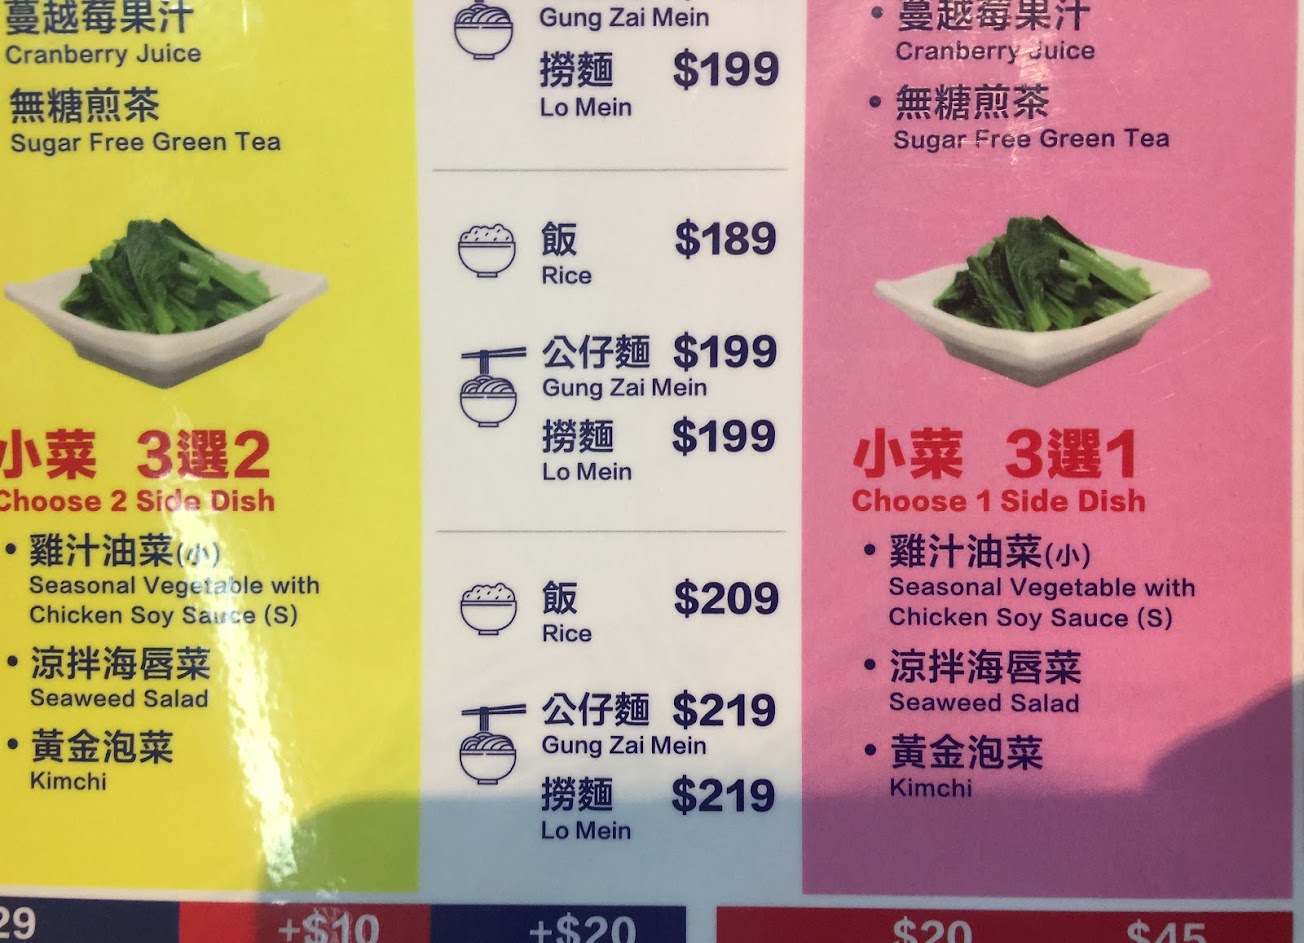 蔓越莓果汁
Cranberry Juice
無糖煎茶
Sugar Free Green Tea
小菜 3選2
Choose 2 Side Dish
• 雞汁油菜(小)
Seasonal Vegetable with
Chicken Soy Sauce (S)
• 涼拌海唇菜
Seaweed Salad
• 黃金泡菜
Kimchi
Gung Zai Mein
撈麵 $199
Lo Mein
飯 $189
Rice
公仔麵 $199
Gung Zai Mein
撈麵 $199
Lo Mein
飯 $209
Rice
公仔麵 $219
Gung Zai Mein
撈麵 $219
Lo Mein
• 蔓越莓果汁
Cranberry Juice
• 無糖煎茶
Sugar Free Green Tea
小菜 3選1
Choose 1 Side Dish
• 雞汁油菜(小)
Seasonal Vegetable with
Chicken Soy Sauce (S)
• 涼拌海唇菜
Seaweed Salad
• 黃金泡菜
Kimchi
29 +$10 +$20 $20 $45